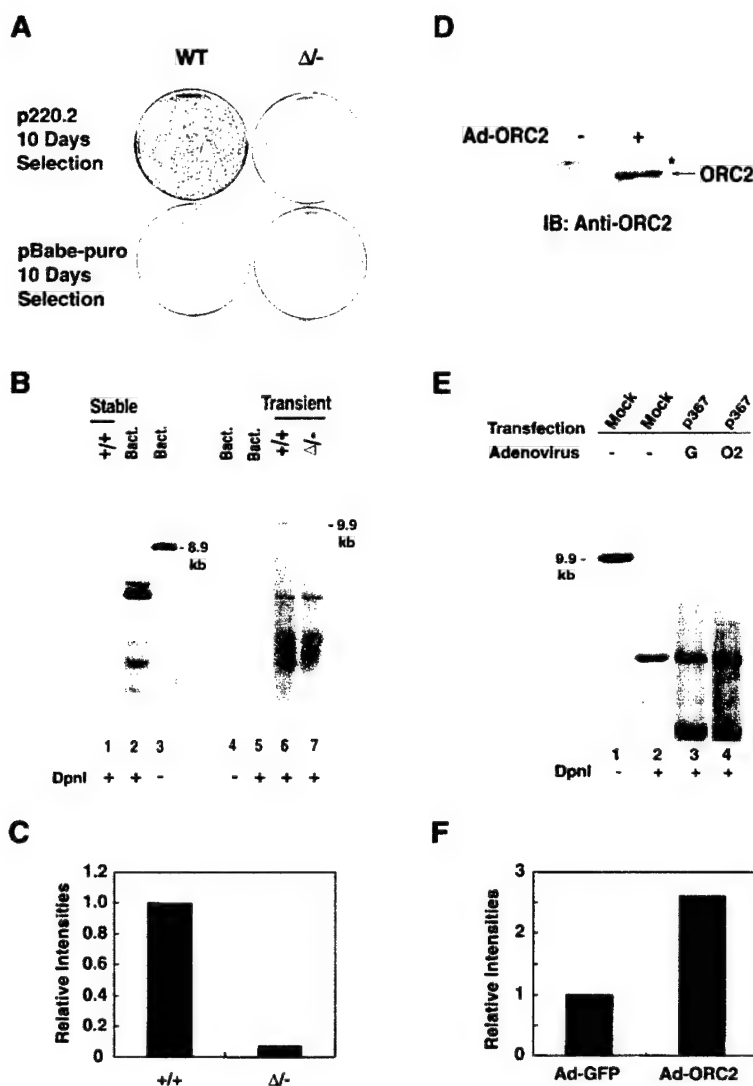 A
WT Δ/-
p220.2
10 Days
Selection
pBabe-puro
10 Days
Selection
B
Stable Transient
+/+ Bact. Bact. Bact. Bact. +/+ Δ/-
- 8.9
kb
- 9.9
kb
1 2 3 4 5 6 7
DpnI + + - - + + +
C
Relative Intensities
1.2
1.0
0.8
0.6
0.4
0.2
0
+/+ Δ/-
D
Ad-ORC2 - +
*
ORC2
IB: Anti-ORC2
E
Transfection Mock Mock p367 p367
Adenovirus - - G O2
9.9 -
kb
1 2 3 4
DpnI - + + +
F
Relative Intensities
3
2
1
0
Ad-GFP Ad-ORC2